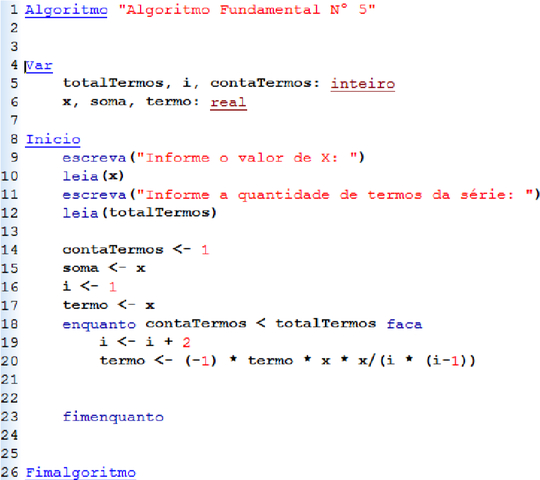 1 Algoritmo "Algoritmo Fundamental N° 5"
2
3
4 Var
5 totalTermos, i, contaTermos: inteiro
6 x, soma, termo: real
7
8 Inicio
9 escreva("Informe o valor de X: ")
10 leia(x)
11 escreva("Informe a quantidade de termos da série: ")
12 leia(totalTermos)
13
14 contaTermos <- 1
15 soma <- x
16 i <- 1
17 termo <- x
18 enquanto contaTermos < totalTermos faca
19 i <- i + 2
20 termo <- (-1) * termo * x * x/(i * (i-1))
21
22
23 fimenquanto
24
25
26 Fimalgoritmo